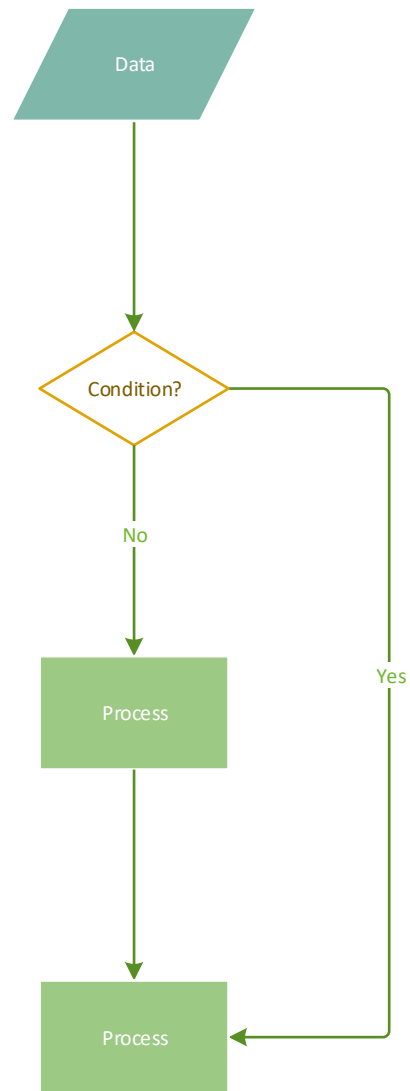 Data
Condition?
No
Yes
Process
Process